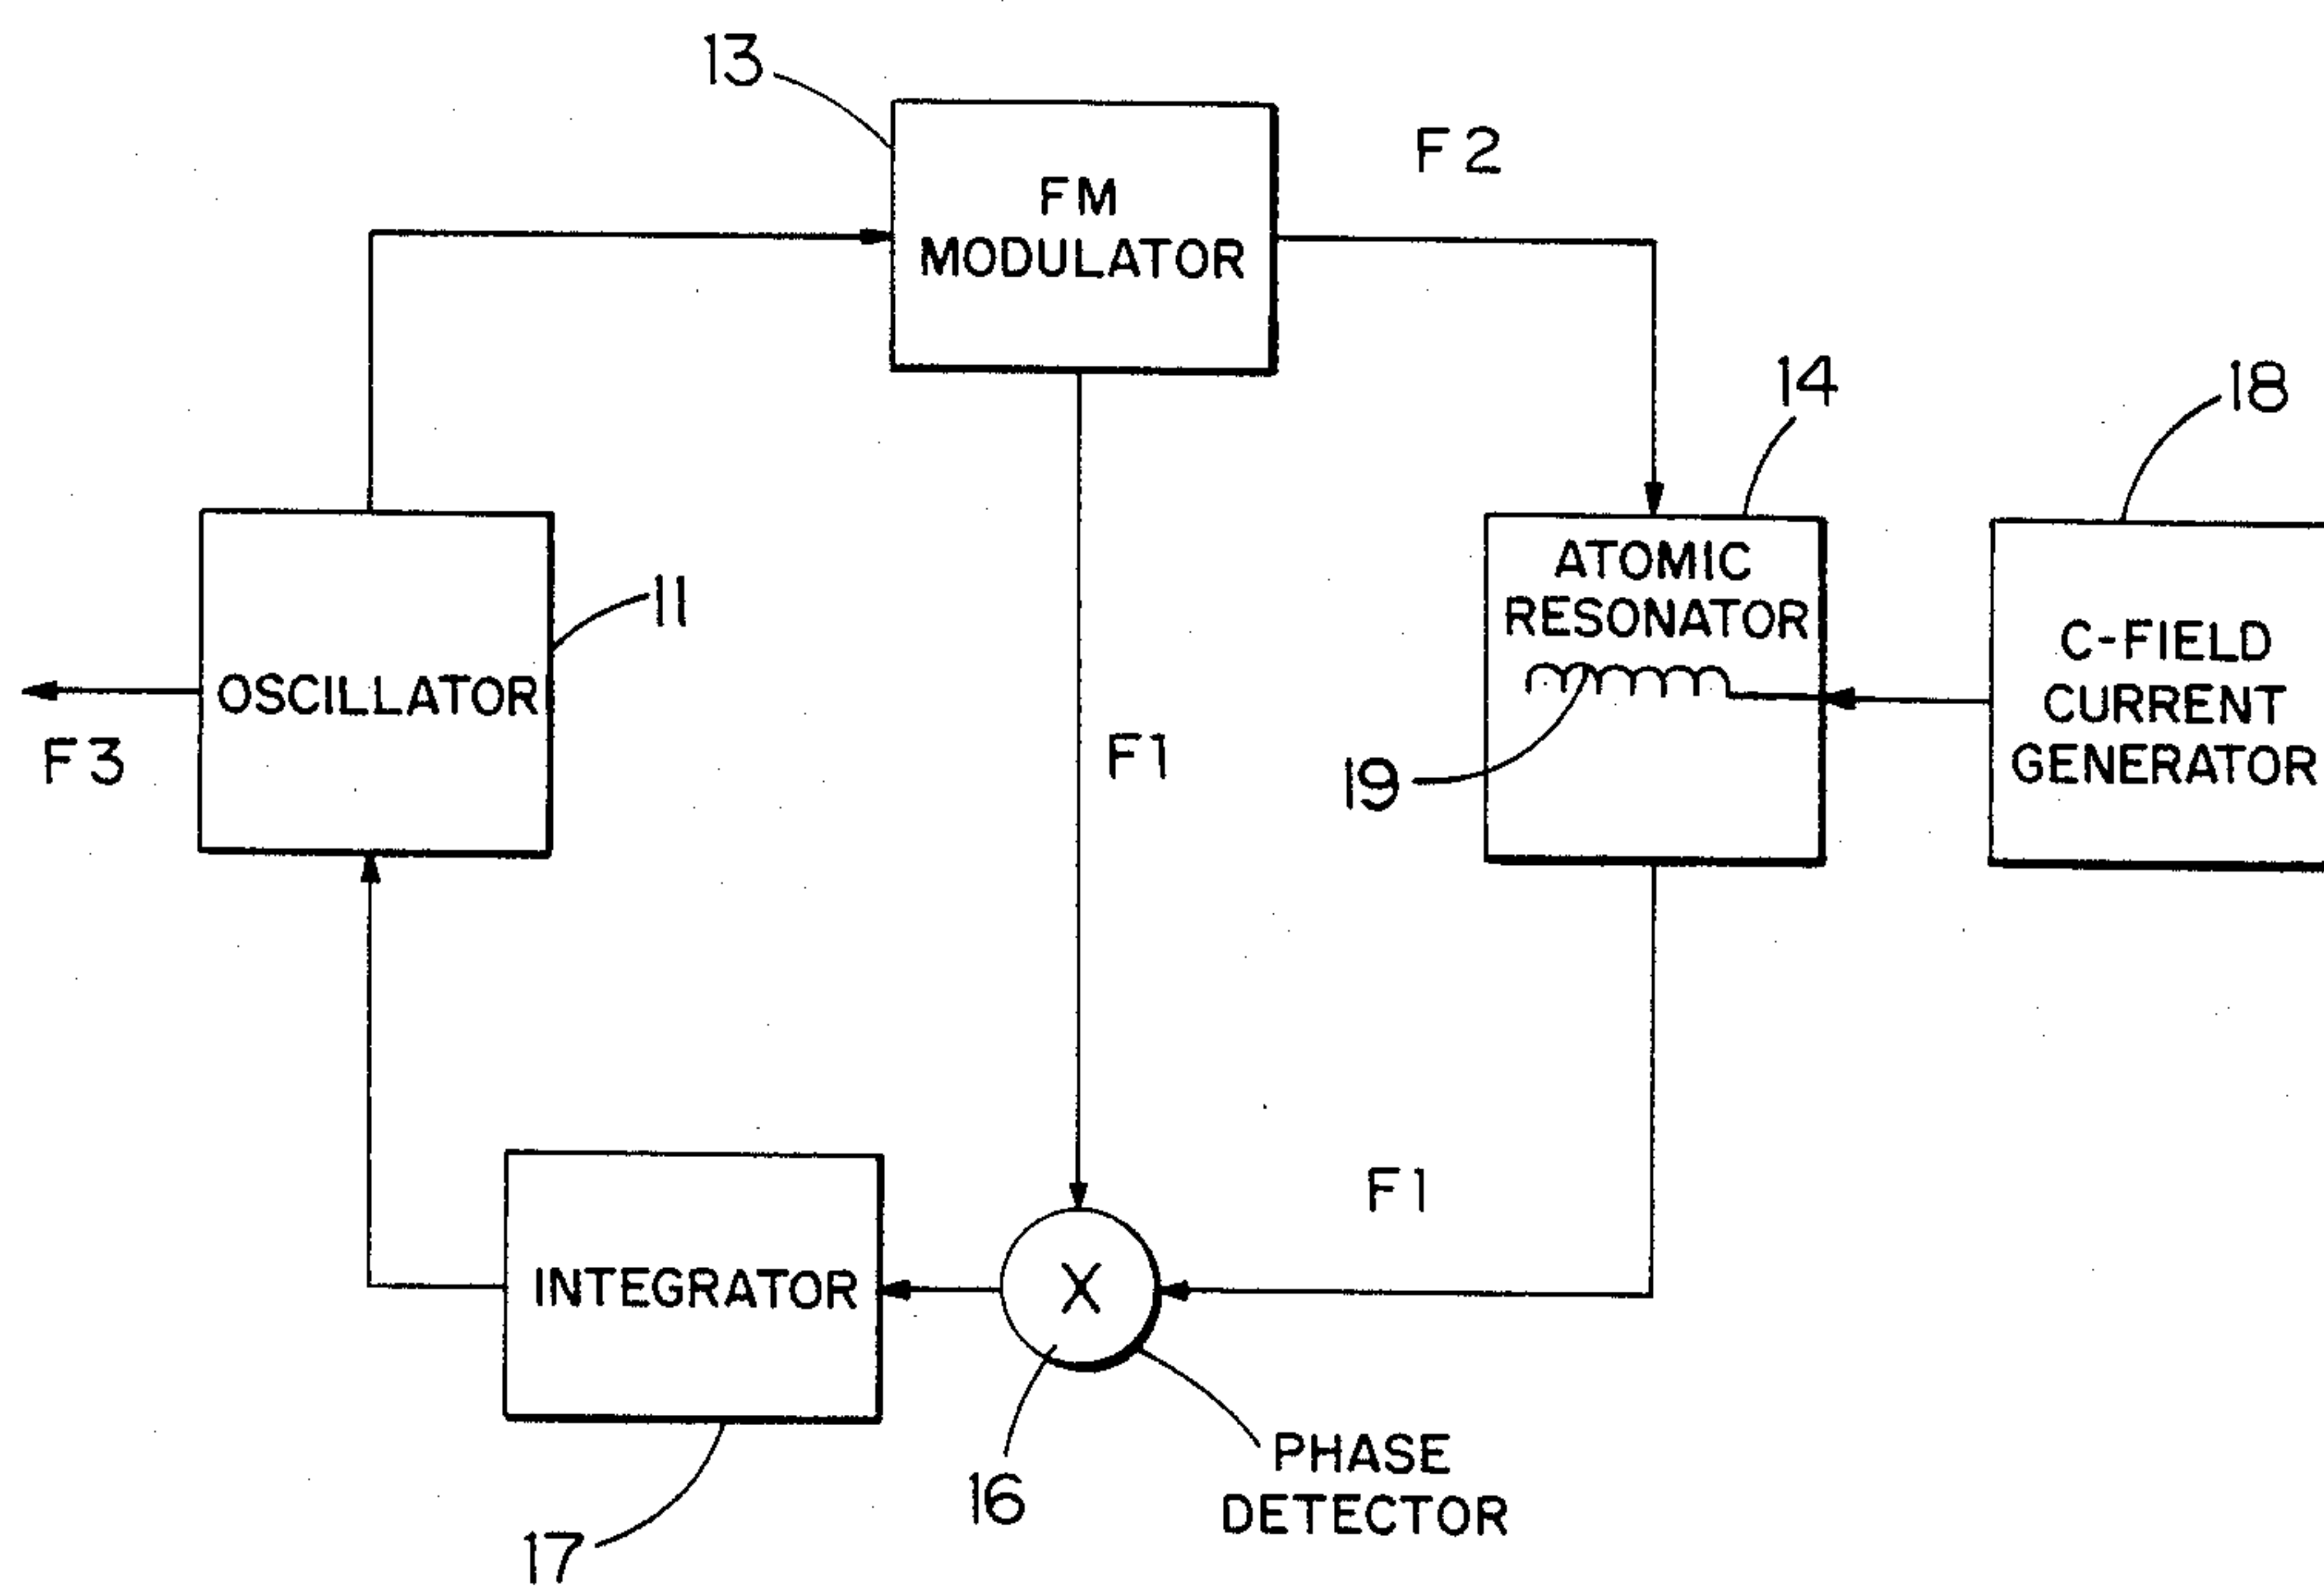 13
FM
MODULATOR
F2
14
18
ATOMIC
RESONATOR
C-FIELD
CURRENT
GENERATOR
11
OSCILLATOR
F3
F1
19
F1
INTEGRATOR
X
16
PHASE
DETECTOR
17